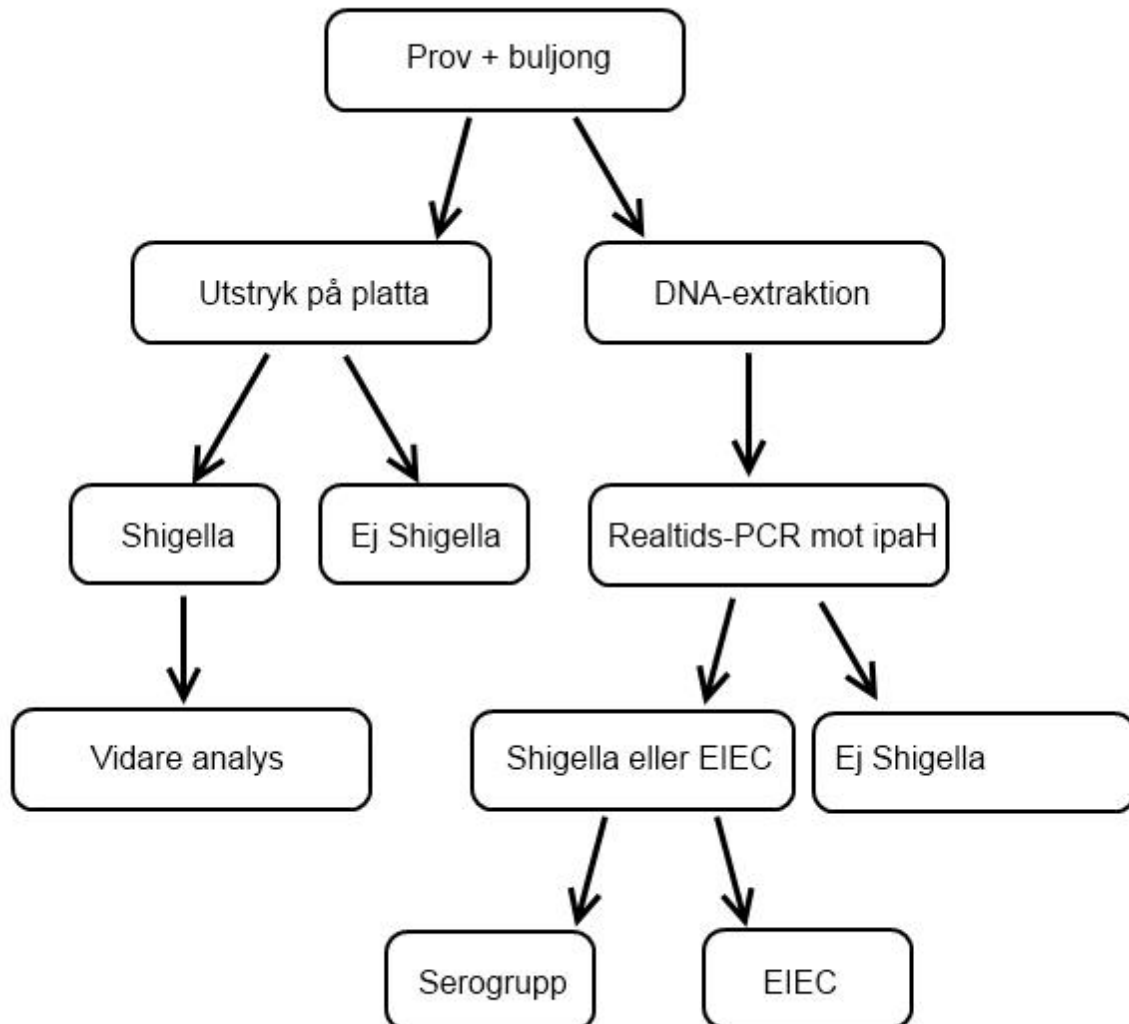 Prov + buljong
Utstryk på platta
DNA-extraktion
Shigella
Ej Shigella
Realtids-PCR mot ipaH
Vidare analys
Shigella eller EIEC
Ej Shigella
Serogrupp
EIEC